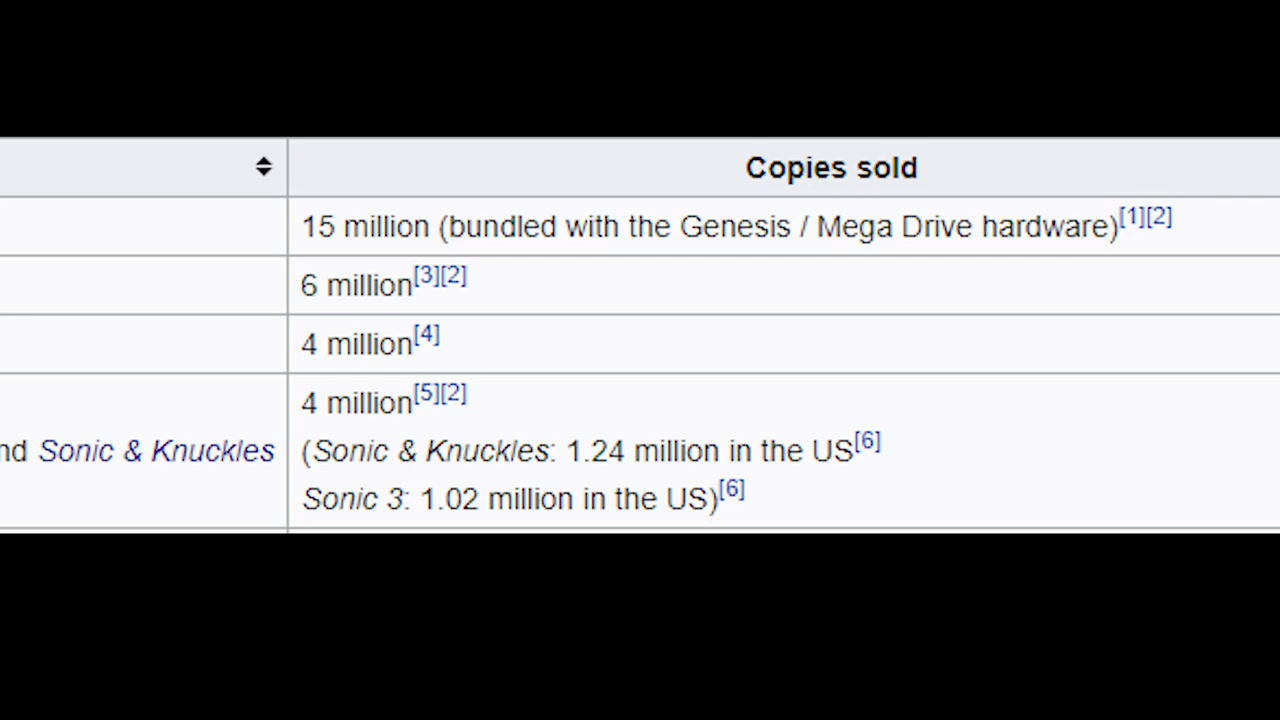 Copies sold
15 million (bundled with the Genesis / Mega Drive hardware)[1][2]
6 million[3][2]
4 million[4]
4 million[5][2]
nd Sonic & Knuckles (Sonic & Knuckles: 1.24 million in the US[6]
Sonic 3: 1.02 million in the US)[6]